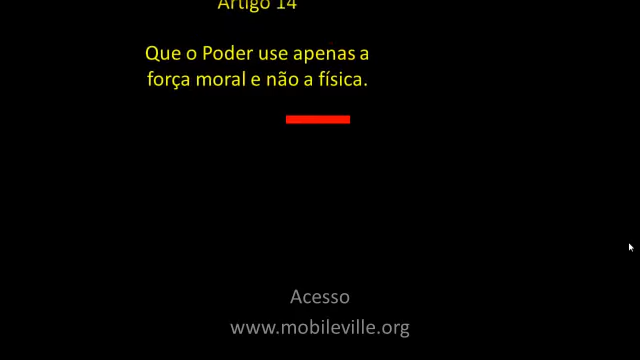 Artigo 14
Que o Poder use apenas a
força moral e não a física.
Acesso
www.mobileville.org